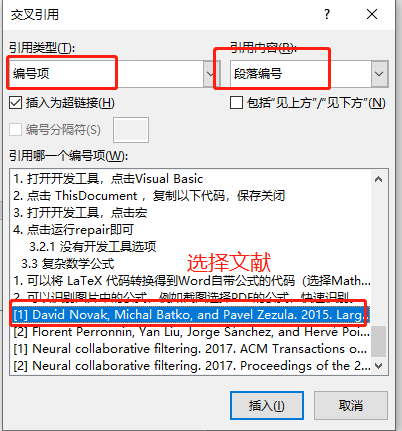 交叉引用
?
×
引用类型(T):
引用内容(R):
编号项
段落编号
插入为超链接(H)
包括“见上方”/“见下方”(N)
编号分隔符(S)
引用哪一个编号项(W):
1. 打开开发工具，点击Visual Basic
2. 点击 ThisDocument ，复制以下代码，保存关闭
3. 打开开发工具，点击宏
4. 点击运行repair即可
3.2.1 没有开发工具选项
3.3 复杂数学公式
选择文献
1. 可以将 LaTeX 代码转换得到Word自带公式的代码（选择Math...
2. 可以识别图片中的公式，例如截图选择PDF的公式，快速识别，
[1] David Novak, Michal Batko, and Pavel Zezula. 2015. Larg...
[2] Florent Perronnin, Yan Liu, Jorge Sánchez, and Hervé Poi...
[1] Neural collaborative filtering. 2017. ACM Transactions o...
[2] Neural collaborative filtering. 2017. Proceedings of the 2...
插入(I)
取消